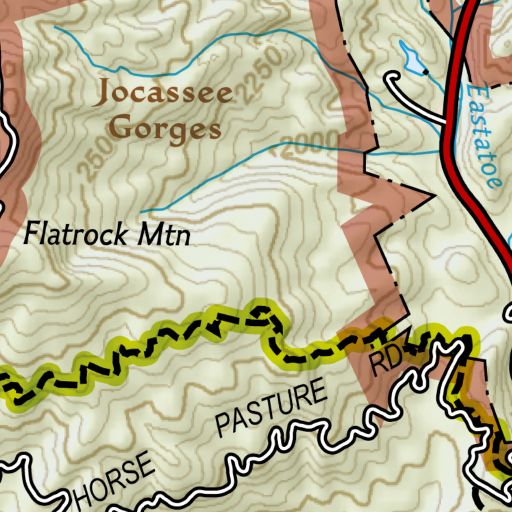 2250
Jocassee
Gorges
Eastatoe
2000
2500
Flatrock Mtn
HORSE PASTURE RD